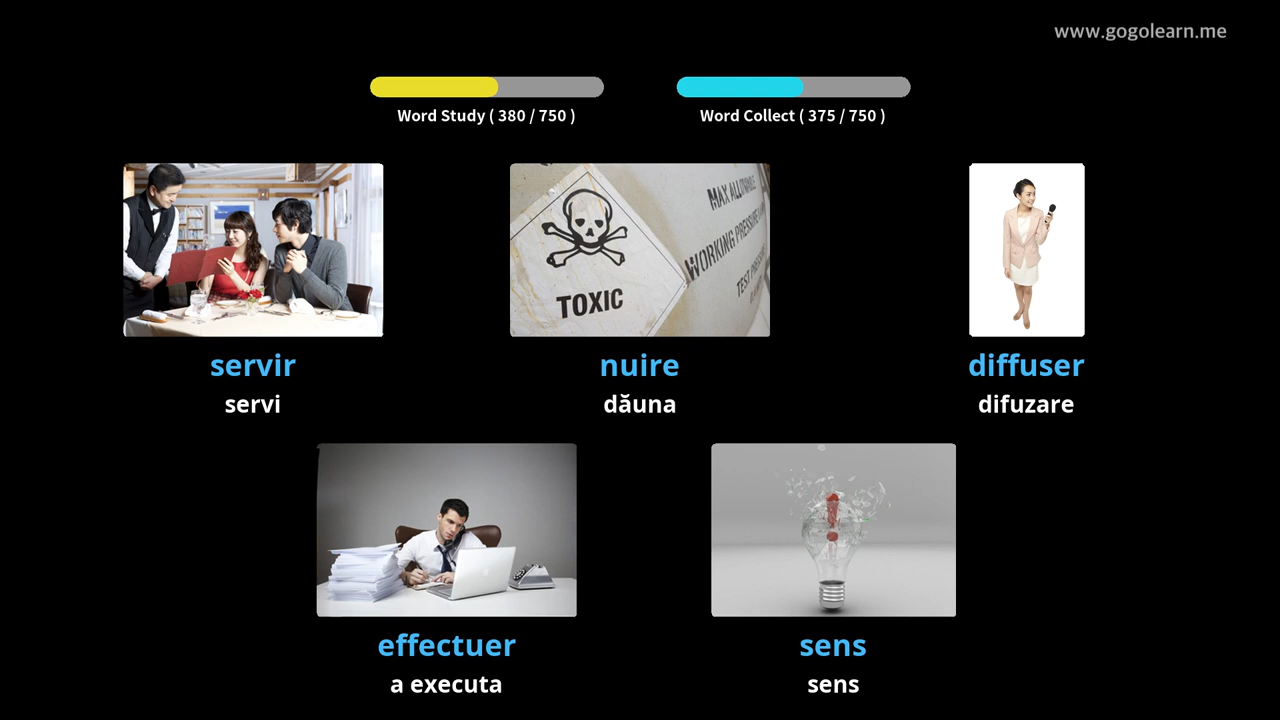 www.gogolearn.me
Word Study ( 380 / 750 )
Word Collect ( 375 / 750 )
MAX ALLOWABLE
WORKING PRESSURE
TEST PRES
TOXIC
servir
servi
nuire
dăuna
diffuser
difuzare
effectuer
a executa
sens
sens